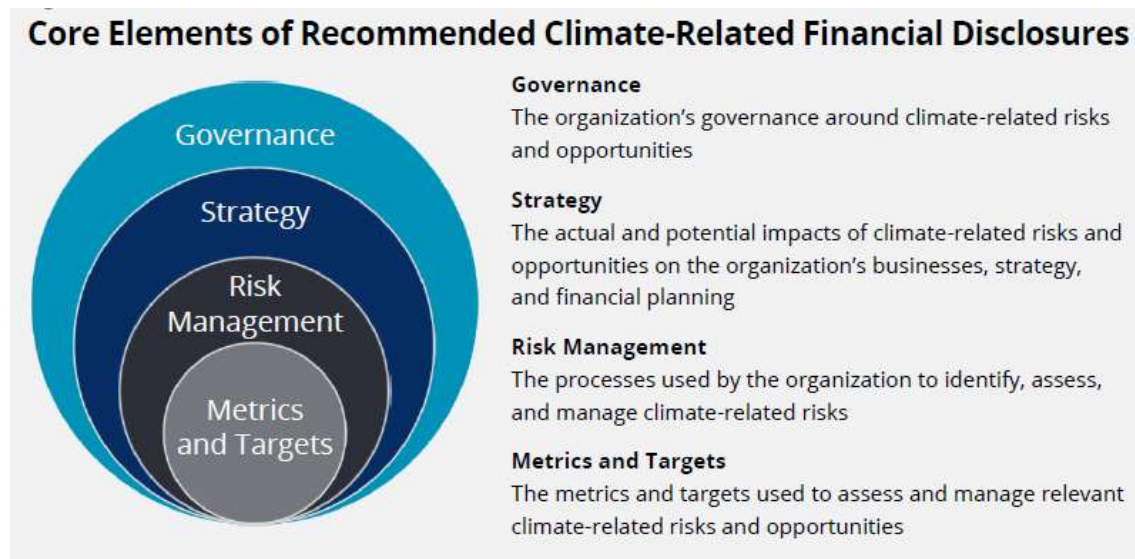 Core Elements of Recommended Climate-Related Financial Disclosures
Governance
Strategy
Risk
Management
Metrics
and Targets
Governance
The organization’s governance around climate-related risks
and opportunities
Strategy
The actual and potential impacts of climate-related risks and
opportunities on the organization’s businesses, strategy,
and financial planning
Risk Management
The processes used by the organization to identify, assess,
and manage climate-related risks
Metrics and Targets
The metrics and targets used to assess and manage relevant
climate-related risks and opportunities